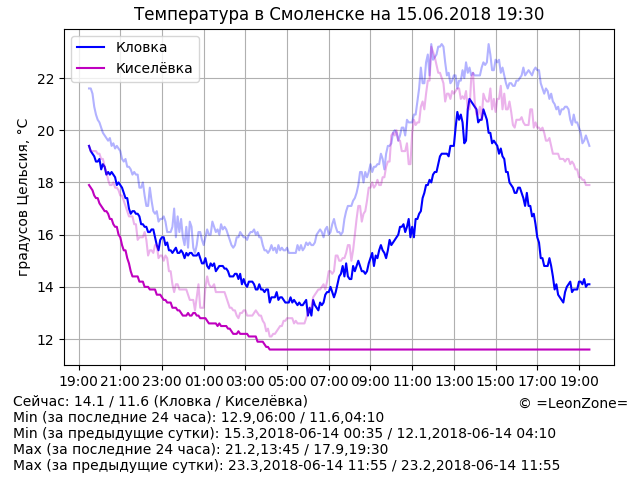 Температура в Смоленске на 15.06.2018 19:30
Кловка
Киселёвка
градусов Цельсия, °C
22
20
18
16
14
12
19:00 21:00 23:00 01:00 03:00 05:00 07:00 09:00 11:00 13:00 15:00 17:00 19:00
Сейчас: 14.1 / 11.6 (Кловка / Киселёвка)
© =LeonZone=
Min (за последние 24 часа): 12.9,06:00 / 11.6,04:10
Min (за предыдущие сутки): 15.3,2018-06-14 00:35 / 12.1,2018-06-14 04:10
Max (за последние 24 часа): 21.2,13:45 / 17.9,19:30
Max (за предыдущие сутки): 23.3,2018-06-14 11:55 / 23.2,2018-06-14 11:55